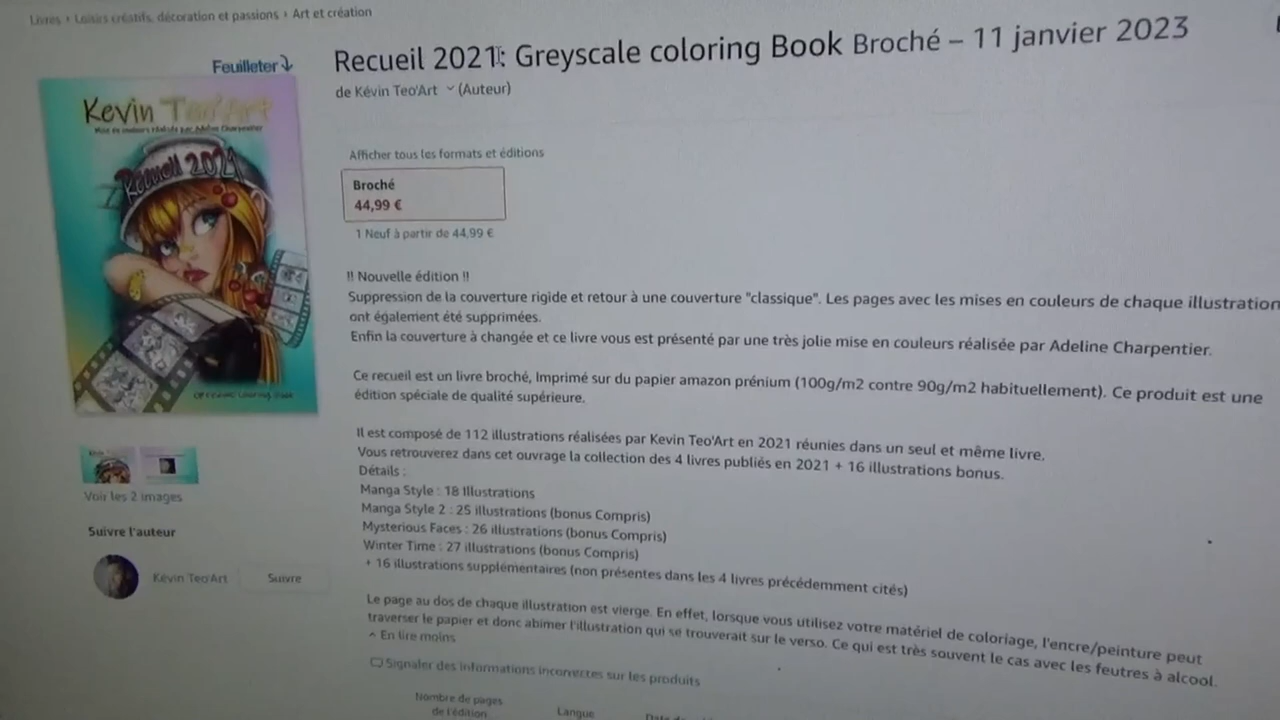 Livres › Loisirs créatifs, décoration et passions › Art et création
Feuilleter
Recueil 2021: Greyscale coloring Book Broché – 11 janvier 2023
de Kévin Teo'Art (Auteur)
Kevin Teo'Art
Mise en couleurs réalisée par Adeline Charpentier
Recueil 2021
Afficher tous les formats et éditions
Broché
44,99 €
1 Neuf à partir de 44,99 €
!! Nouvelle édition !!
Suppression de la couverture rigide et retour à une couverture "classique". Les pages avec les mises en couleurs de chaque illustration
ont également été supprimées.
Enfin la couverture à changée et ce livre vous est présenté par une très jolie mise en couleurs réalisée par Adeline Charpentier.
Ce recueil est un livre broché, Imprimé sur du papier amazon prénium (100g/m2 contre 90g/m2 habituellement). Ce produit est une
édition spéciale de qualité supérieure.
Il est composé de 112 illustrations réalisées par Kevin Teo'Art en 2021 réunies dans un seul et même livre.
Vous retrouverez dans cet ouvrage la collection des 4 livres publiés en 2021 + 16 illustrations bonus.
Détails :
Manga Style : 18 Illustrations
Manga Style 2 : 25 illustrations (bonus Compris)
Mysterious Faces : 26 illustrations (bonus Compris)
Winter Time : 27 illustrations (bonus Compris)
+ 16 illustrations supplémentaires (non présentes dans les 4 livres précédemment cités)
Le page au dos de chaque illustration est vierge. En effet, lorsque vous utilisez votre matériel de coloriage, l'encre/peinture peut
traverser le papier et donc abimer l'illustration qui se trouverait sur le verso. Ce qui est très souvent le cas avec les feutres à alcool.
En lire moins
Signaler des informations incorrectes sur les produits
Voir les 2 images
Suivre l'auteur
Kévin Teo'Art
Suivre
Nombre de pages
de l'édition
Langue